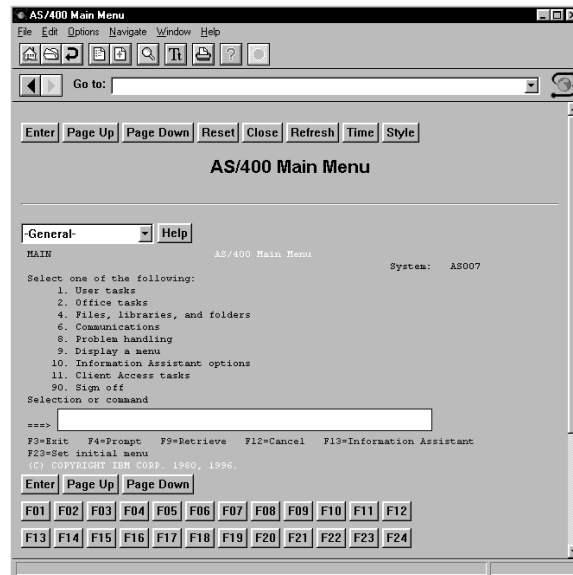 AS/400 Main Menu
File Edit Options Navigate Window Help
Tt ?
Go to:
Enter Page Up Page Down Reset Close Refresh Time Style
AS/400 Main Menu
-General- Help
MAIN AS/400 Main Menu
System: AS007
Select one of the following:
1. User tasks
2. Office tasks
4. Files, libraries, and folders
6. Communications
8. Problem handling
9. Display a menu
10. Information Assistant options
11. Client Access tasks
90. Sign off
Selection or command
===>
F3=Exit F4=Prompt F9=Retrieve F12=Cancel F13=Information Assistant
F23=Set initial menu
(C) COPYRIGHT IBM CORP. 1980, 1996.
Enter Page Up Page Down
F01 F02 F03 F04 F05 F06 F07 F08 F09 F10 F11 F12
F13 F14 F15 F16 F17 F18 F19 F20 F21 F22 F23 F24